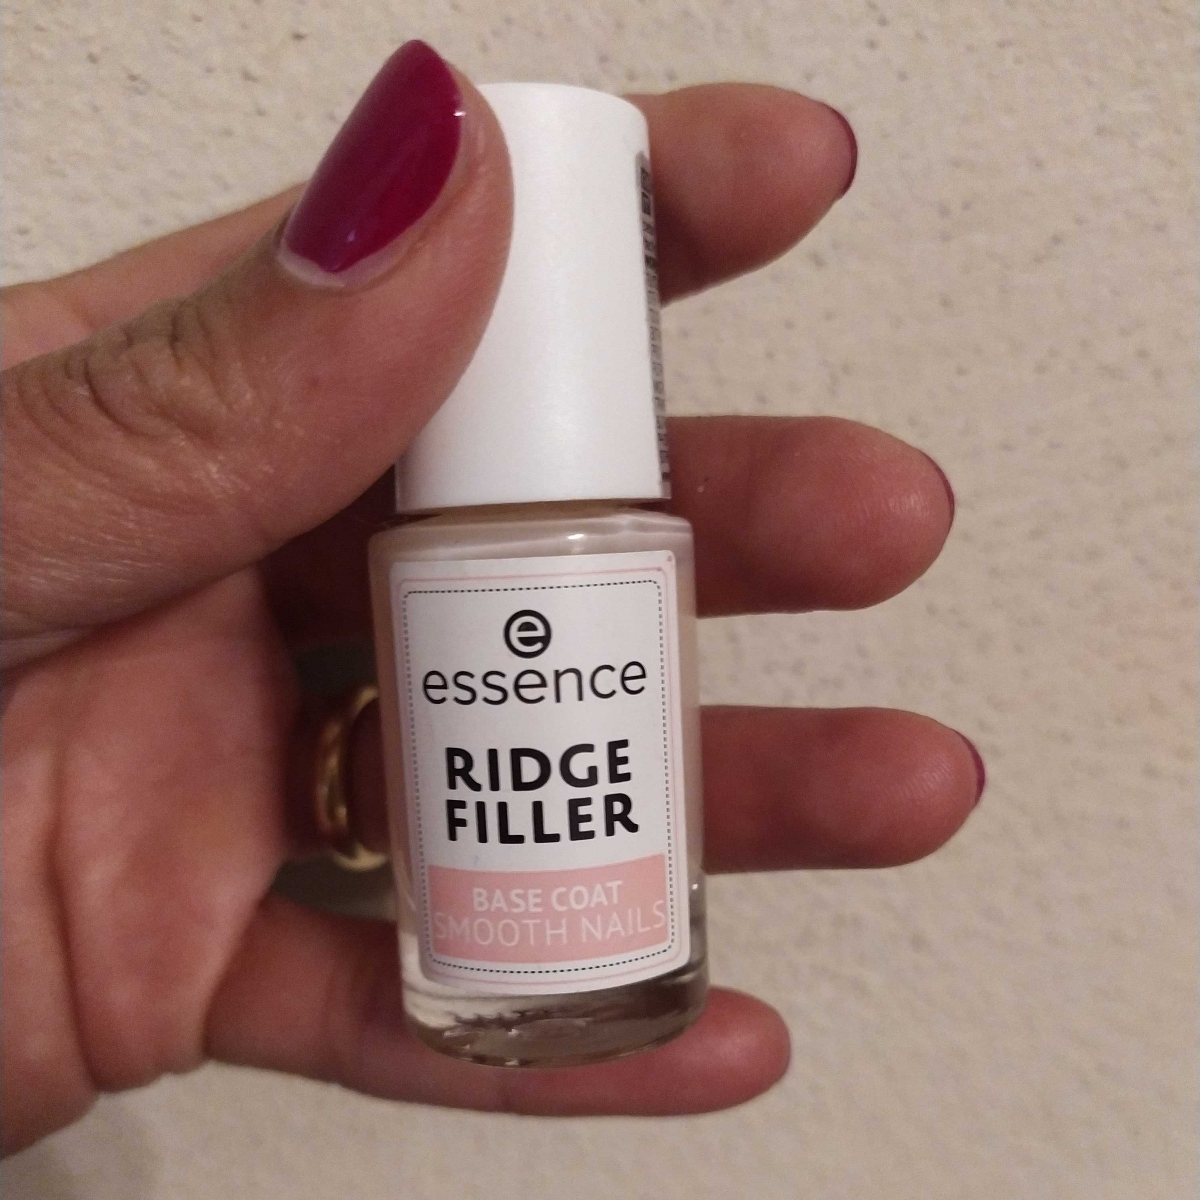 e
essence
RIDGE
FILLER
BASE COAT
SMOOTH NAILS